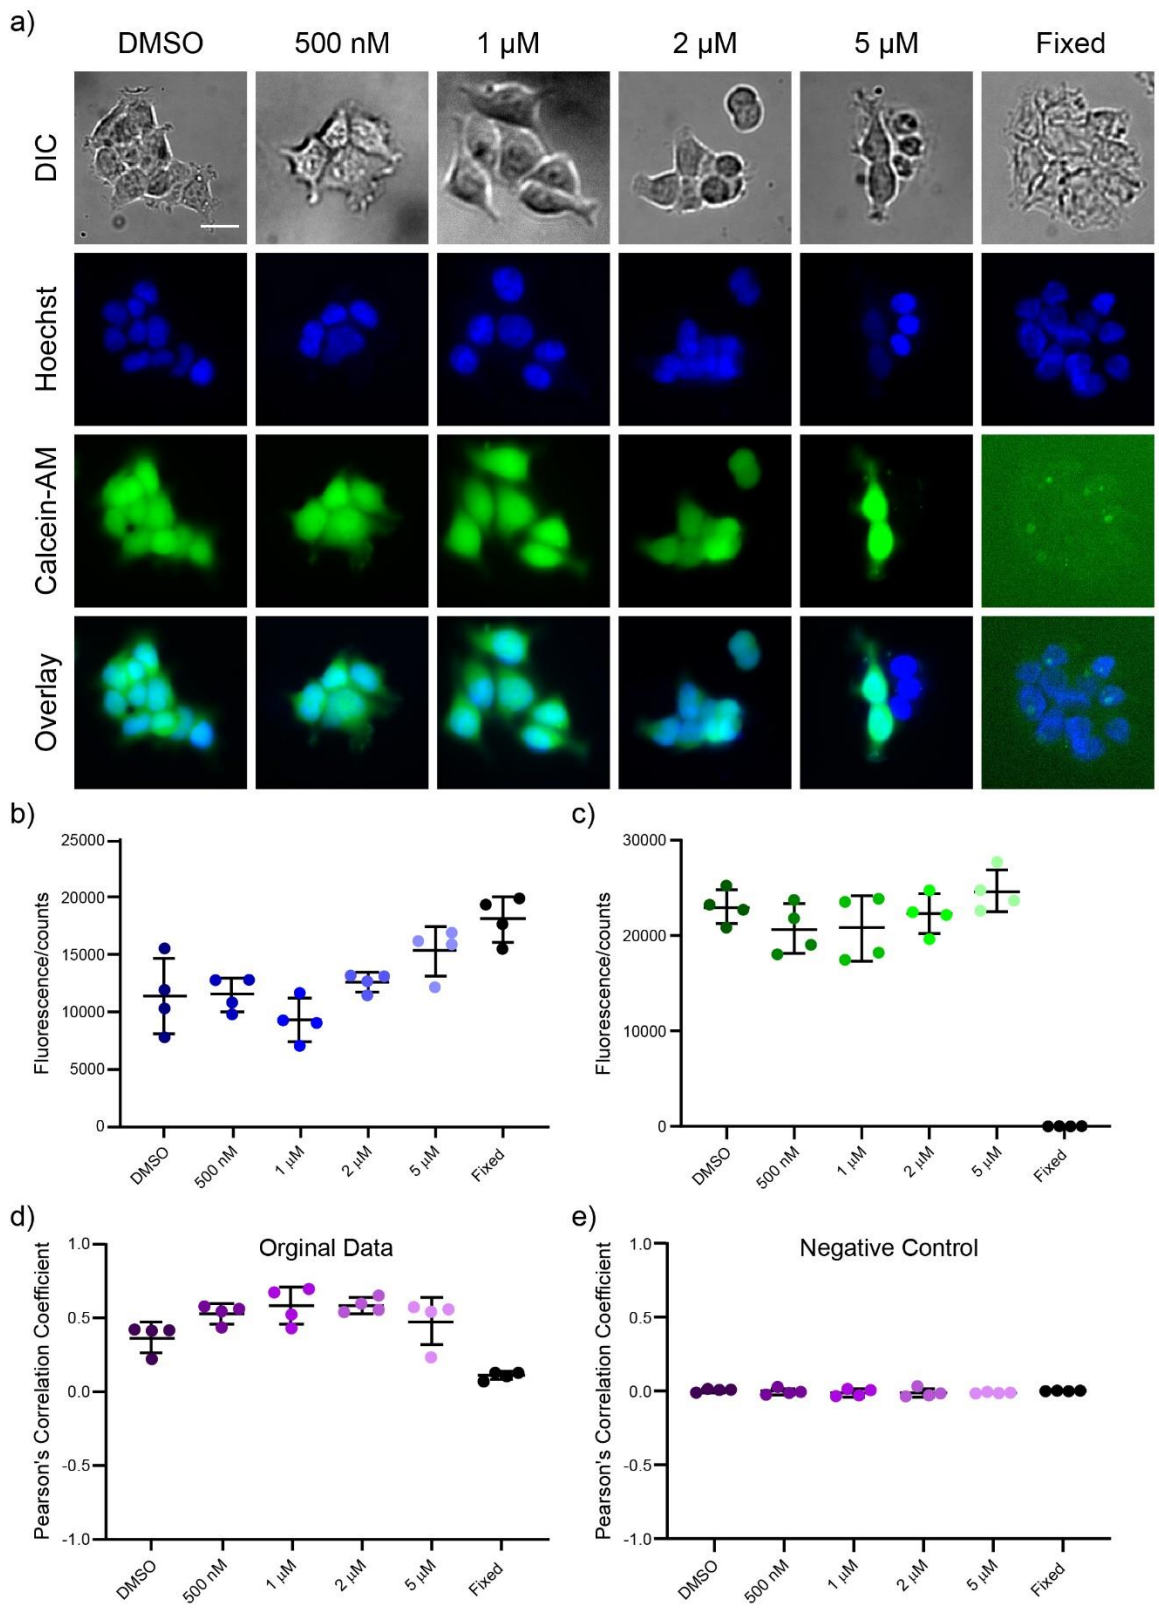 a)
DMSO 500 nM 1 µM 2 µM 5 µM Fixed
DIC
Hoechst
Calcein-AM
Overlay
b)
Fluorescence/counts
25000
20000
15000
10000
5000
0
DMSO 500 nM 1 µM 2 µM 5 µM Fixed
c)
Fluorescence/counts
30000
20000
10000
0
DMSO 500 nM 1 µM 2 µM 5 µM Fixed
d)
Orginal Data
Pearson's Correlation Coefficient
1.0
0.5
0.0
-0.5
-1.0
DMSO 500 nM 1 µM 2 µM 5 µM Fixed
e)
Negative Control
Pearson's Correlation Coefficient
1.0
0.5
0.0
-0.5
-1.0
DMSO 500 nM 1 µM 2 µM 5 µM Fixed